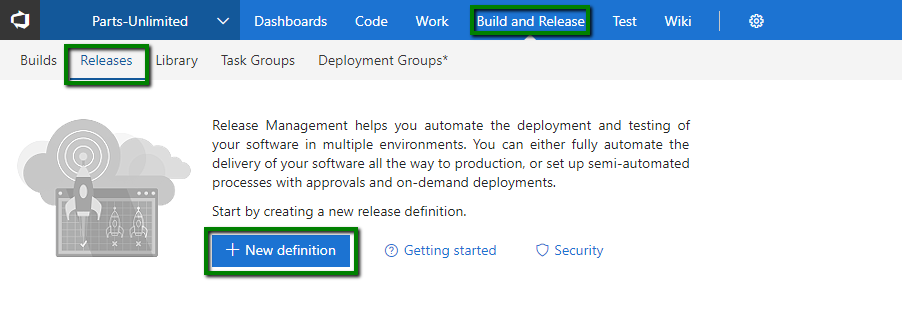 Parts-Unlimited Dashboards Code Work Build and Release Test Wiki
Builds Releases Library Task Groups Deployment Groups*
Release Management helps you automate the deployment and testing of
your software in multiple environments. You can either fully automate the
delivery of your software all the way to production, or set up semi-automated
processes with approvals and on-demand deployments.
Start by creating a new release definition.
+ New definition Getting started Security